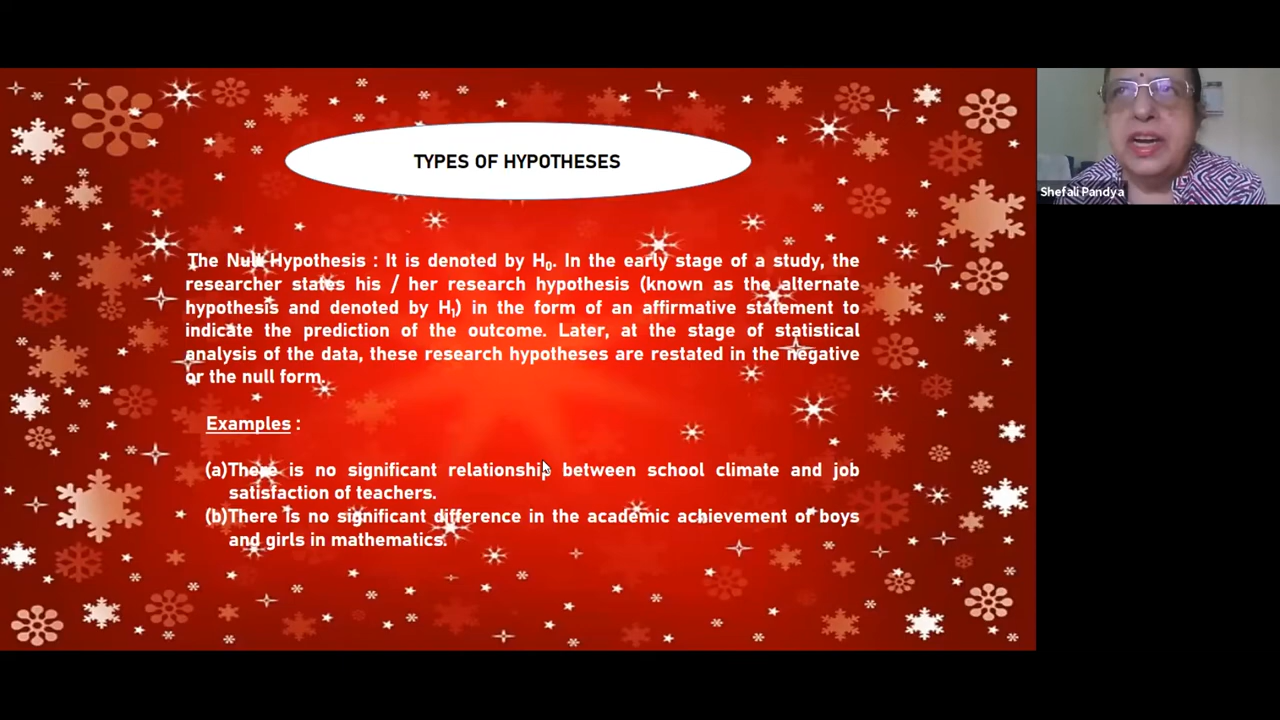 TYPES OF HYPOTHESES
Shefali Pandya
The Null Hypothesis : It is denoted by H₀. In the early stage of a study, the
researcher states his / her research hypothesis (known as the alternate
hypothesis and denoted by H₁) in the form of an affirmative statement to
indicate the prediction of the outcome. Later, at the stage of statistical
analysis of the data, these research hypotheses are restated in the negative
or the null form.
Examples :
(a)There is no significant relationship between school climate and job
satisfaction of teachers.
(b)There is no significant difference in the academic achievement of boys
and girls in mathematics.